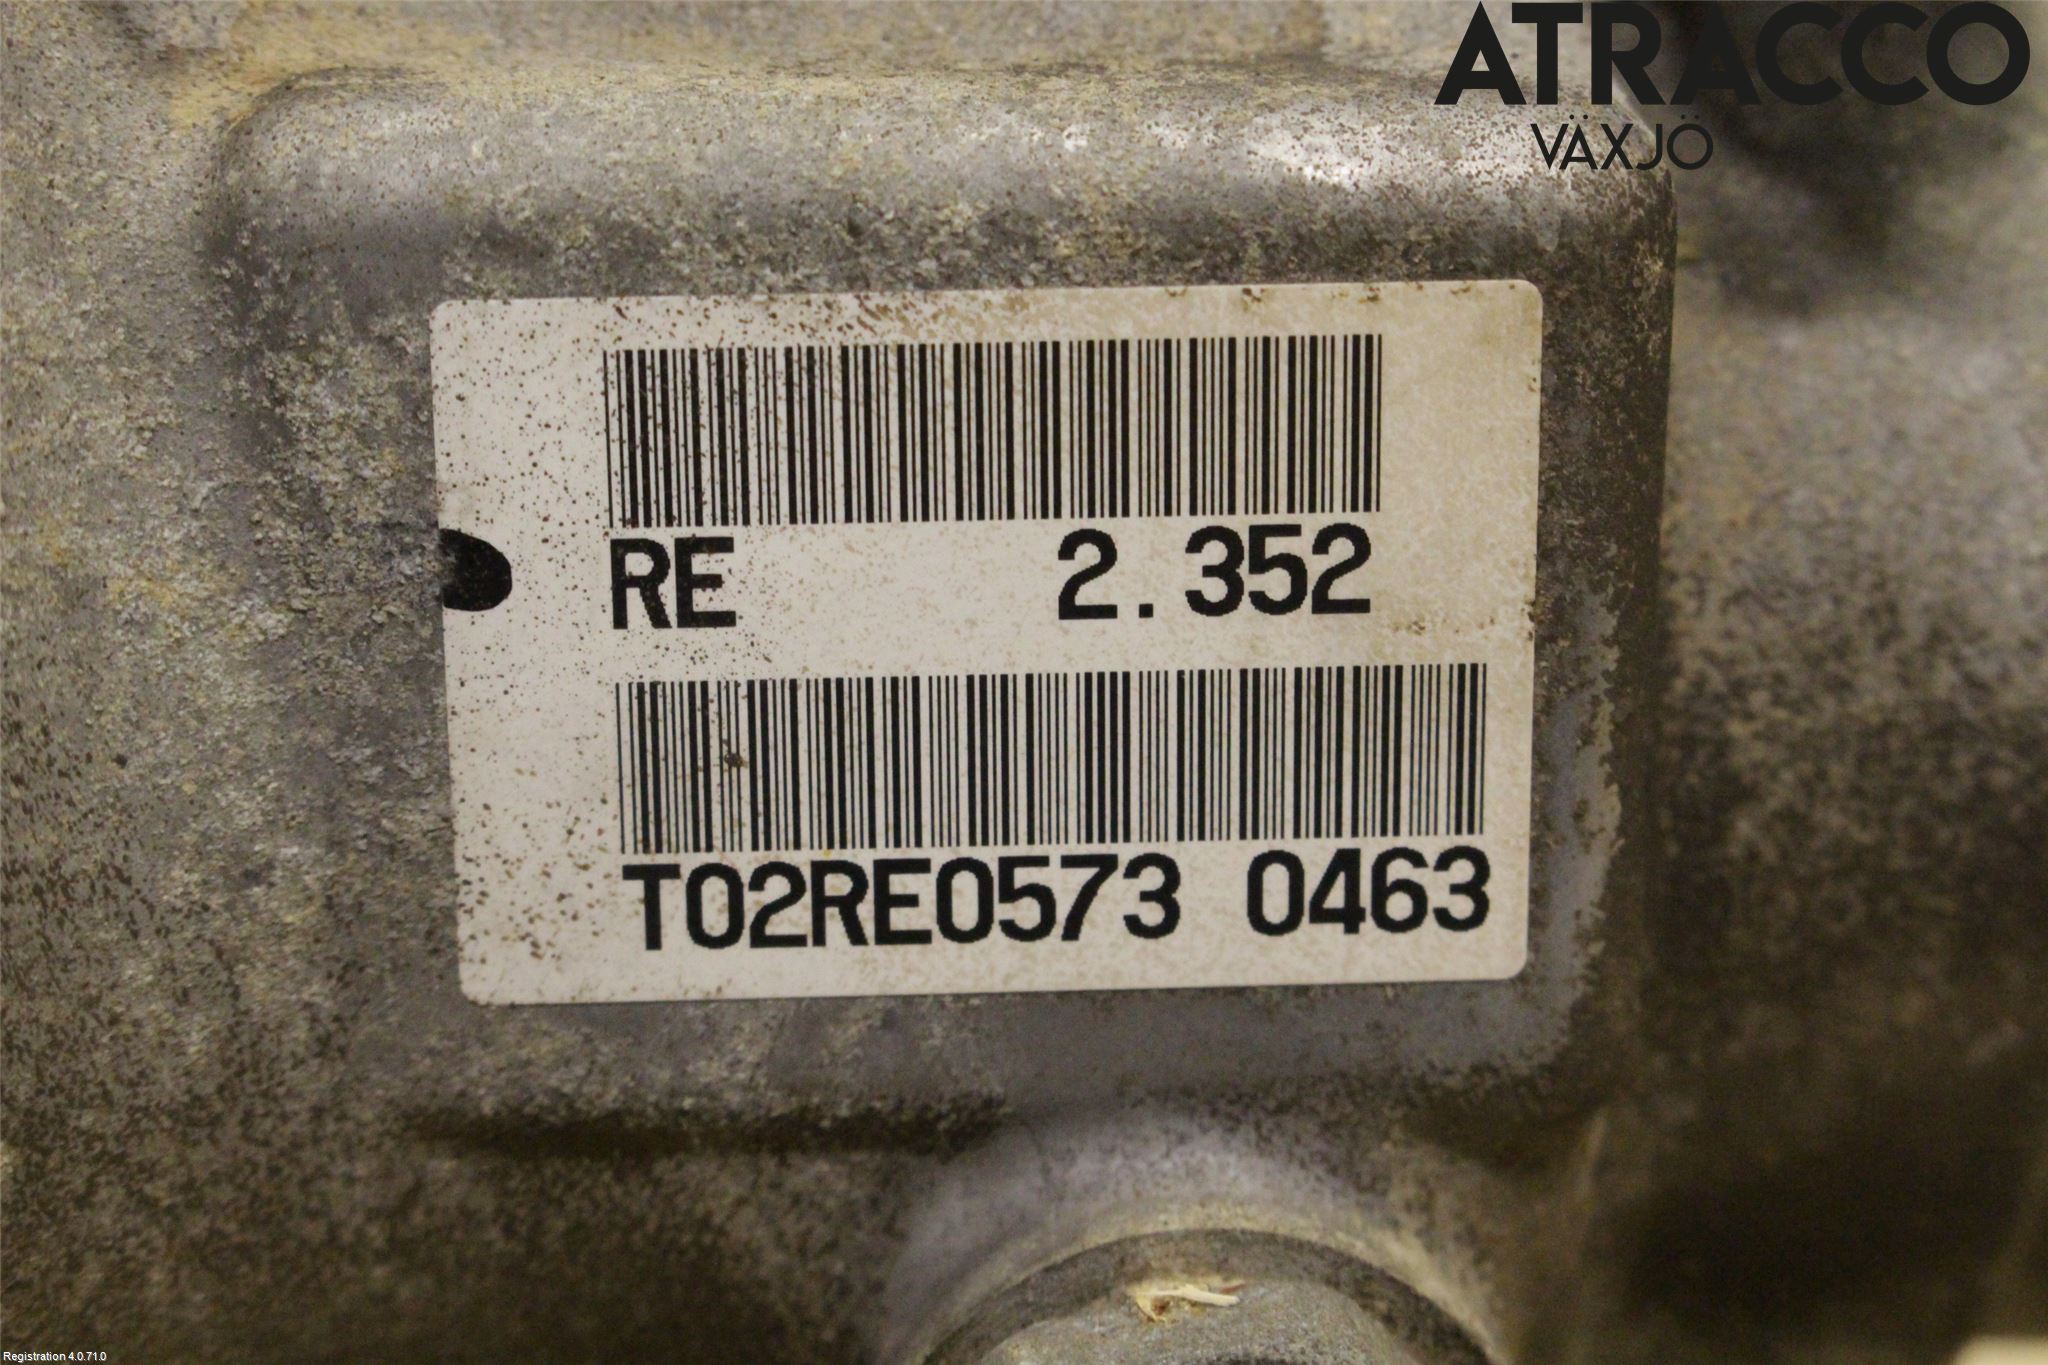 ATRACCO
VÄXJÖ
RE 2.352
T02RE0573 0463
Registration 4.0.71.0